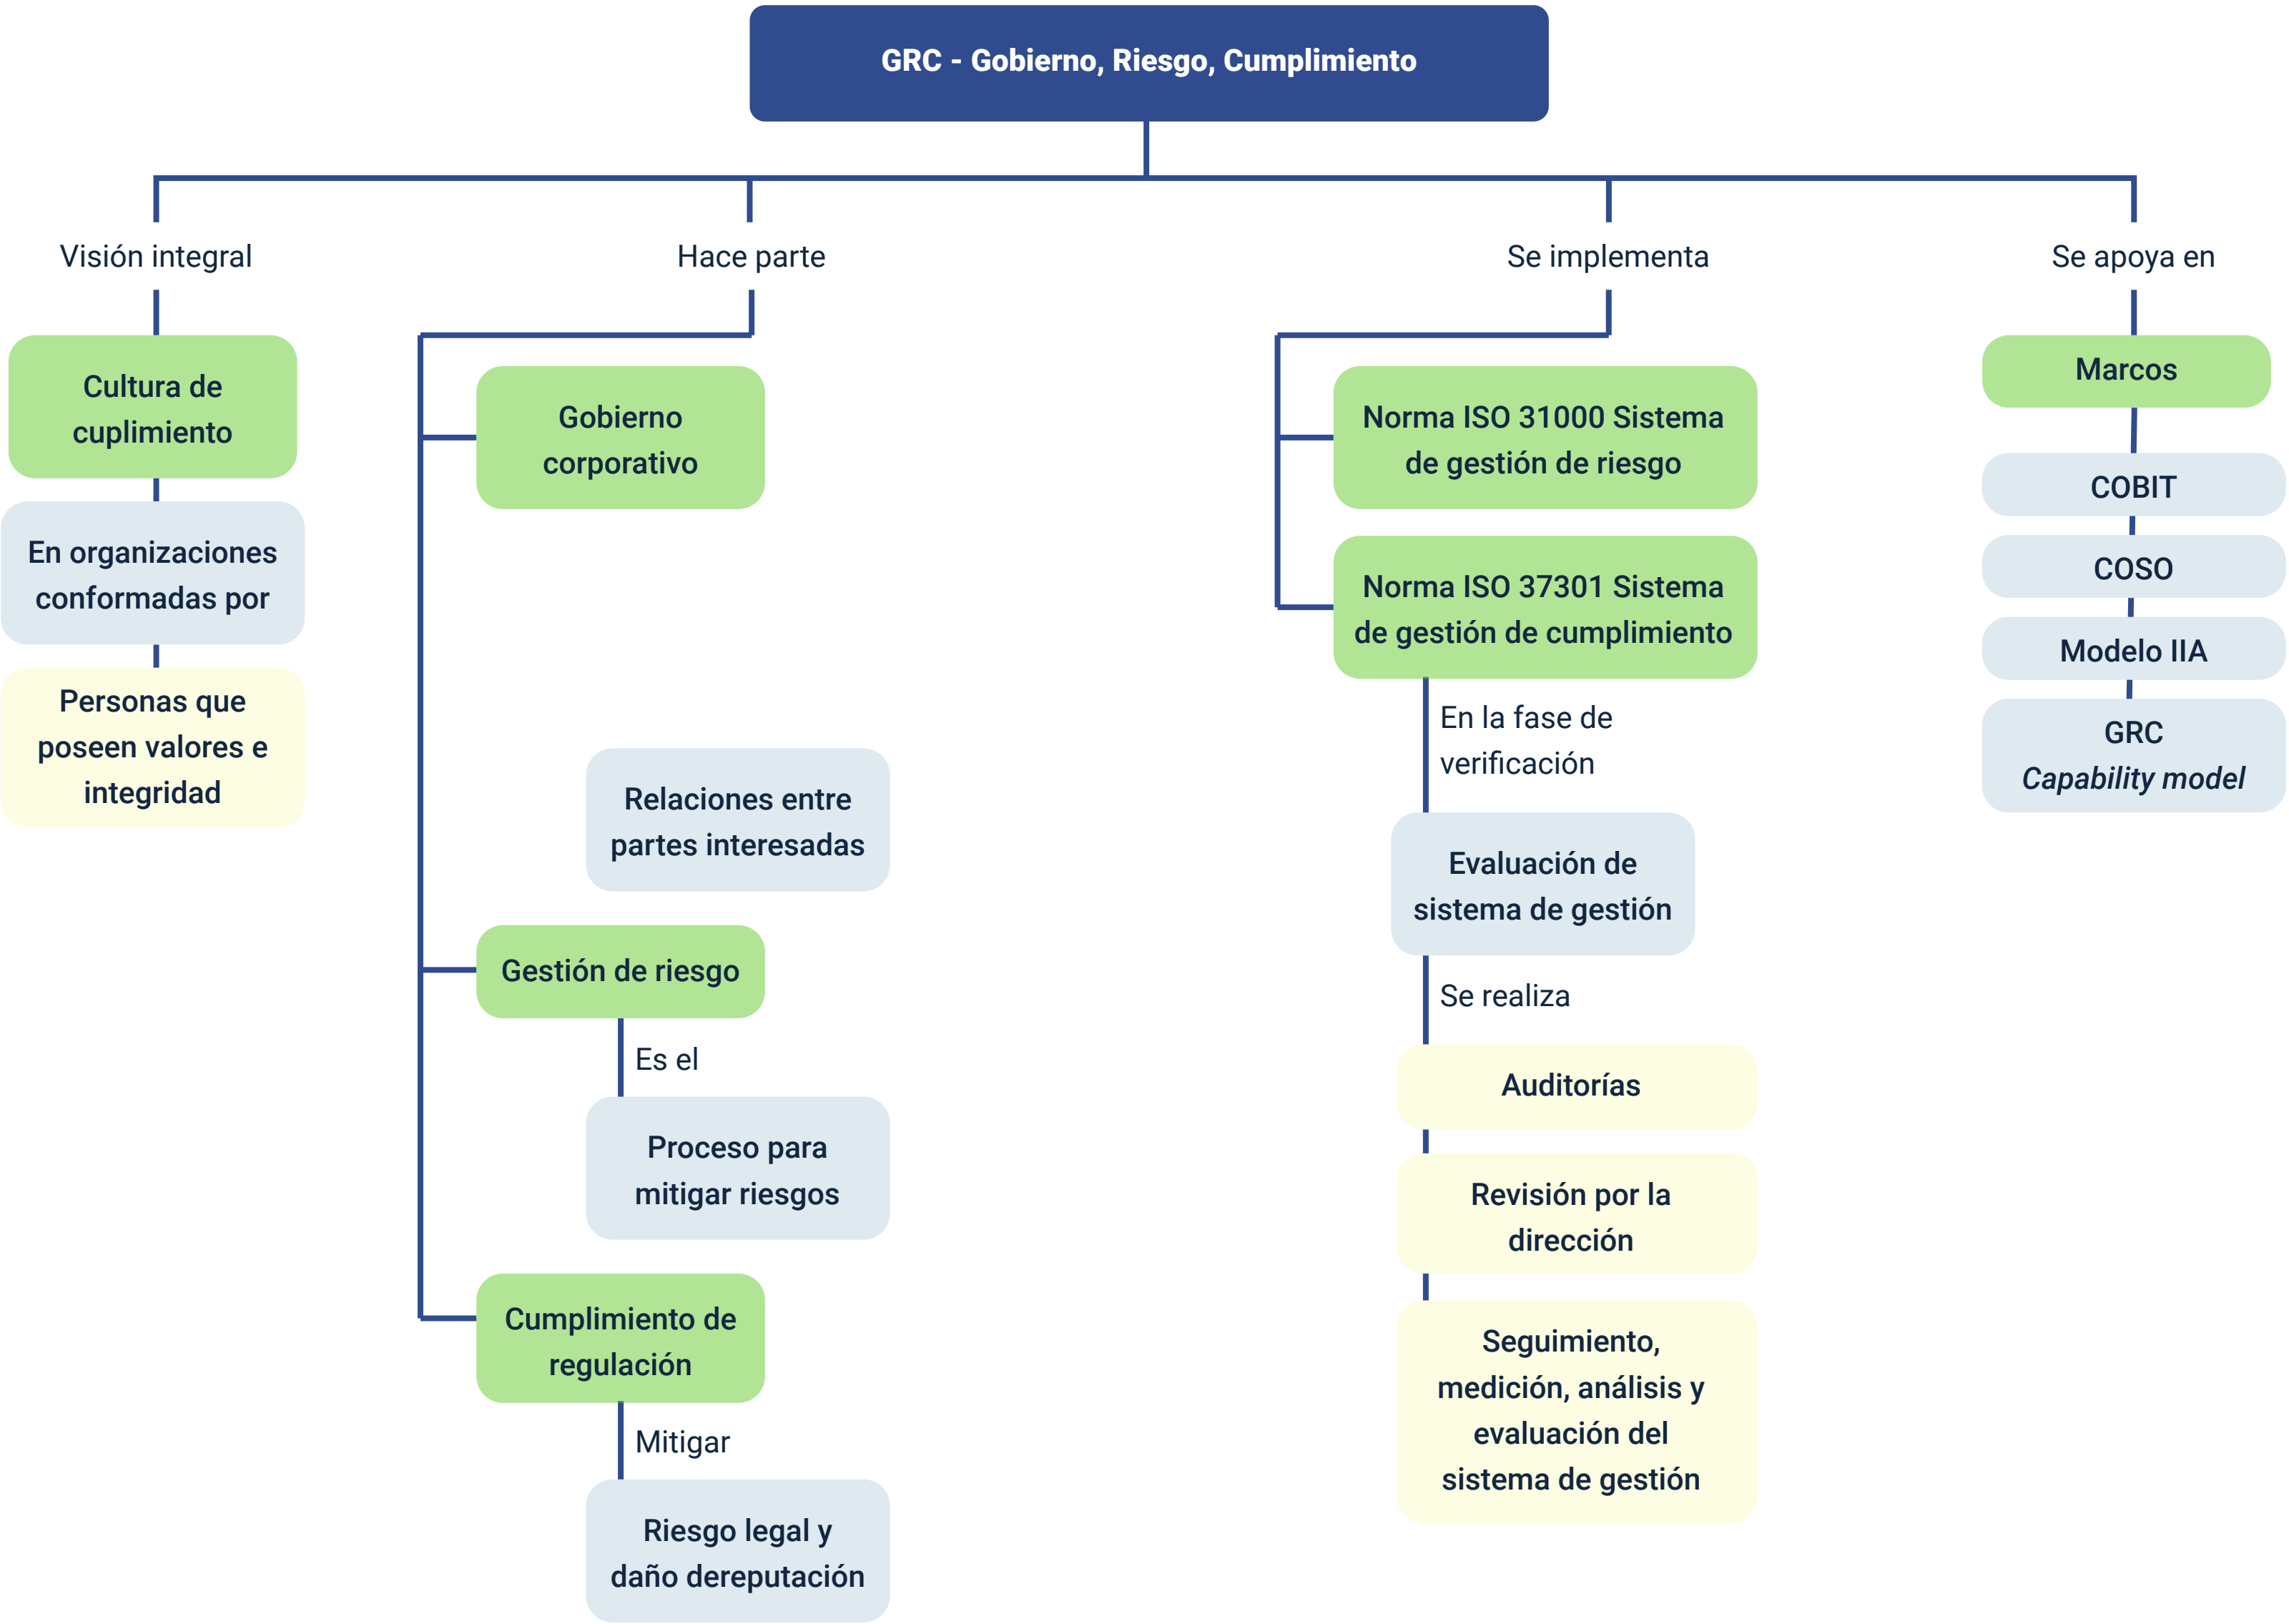 GRC - Gobierno, Riesgo, Cumplimiento
Visión integral
Cultura de
cuplimiento
En organizaciones
conformadas por
Personas que
poseen valores e
integridad
Hace parte
Gobierno
corporativo
Relaciones entre
partes interesadas
Gestión de riesgo
Es el
Proceso para
mitigar riesgos
Cumplimiento de
regulación
Mitigar
Riesgo legal y
daño dereputación
Se implementa
Norma ISO 31000 Sistema
de gestión de riesgo
Norma ISO 37301 Sistema
de gestión de cumplimiento
En la fase de
verificación
Evaluación de
sistema de gestión
Se realiza
Auditorías
Revisión por la
dirección
Seguimiento,
medición, análisis y
evaluación del
sistema de gestión
Se apoya en
Marcos
COBIT
COSO
Modelo IIA
GRC
Capability model